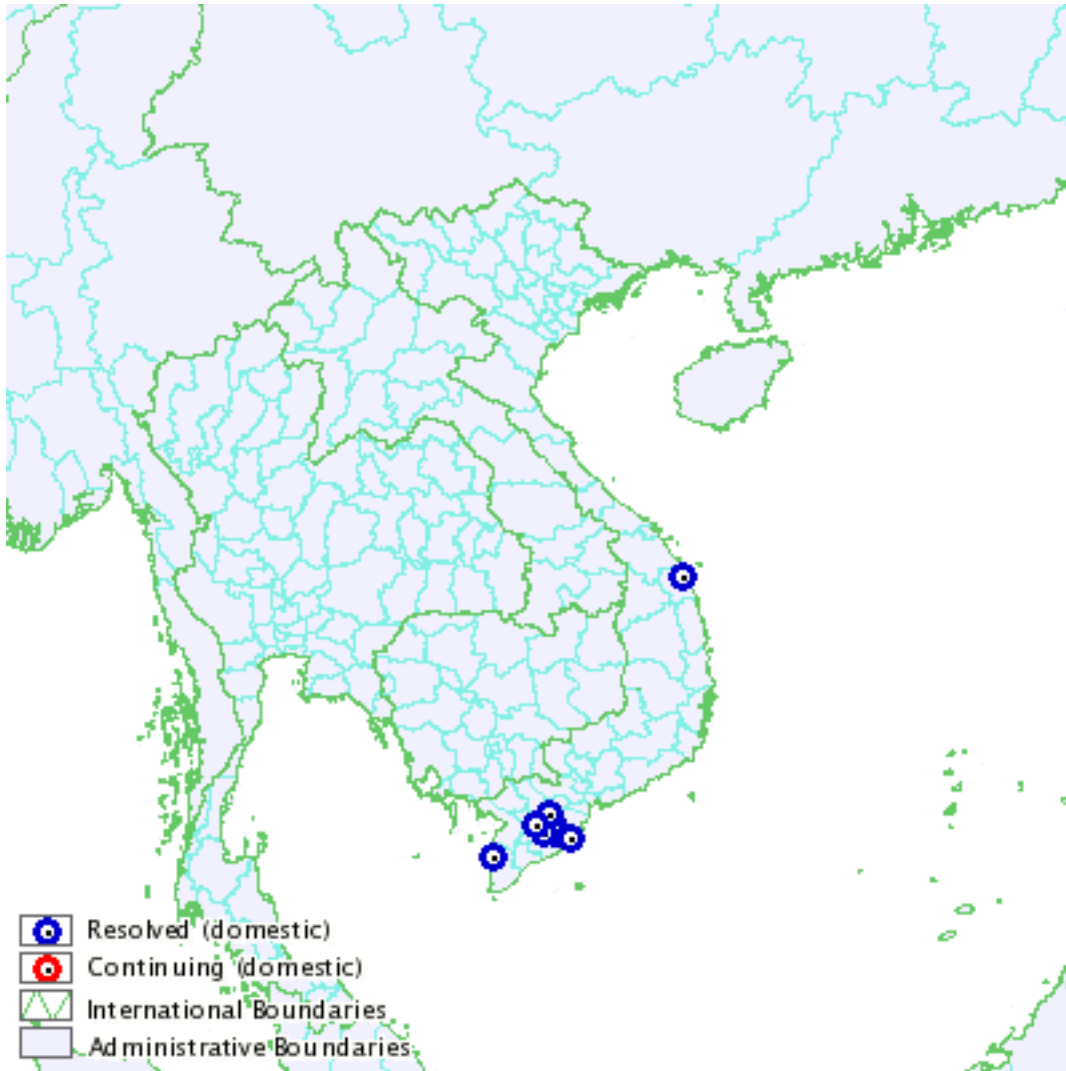 Resolved (domestic)
Continuing (domestic)
International Boundaries
Administrative Boundaries